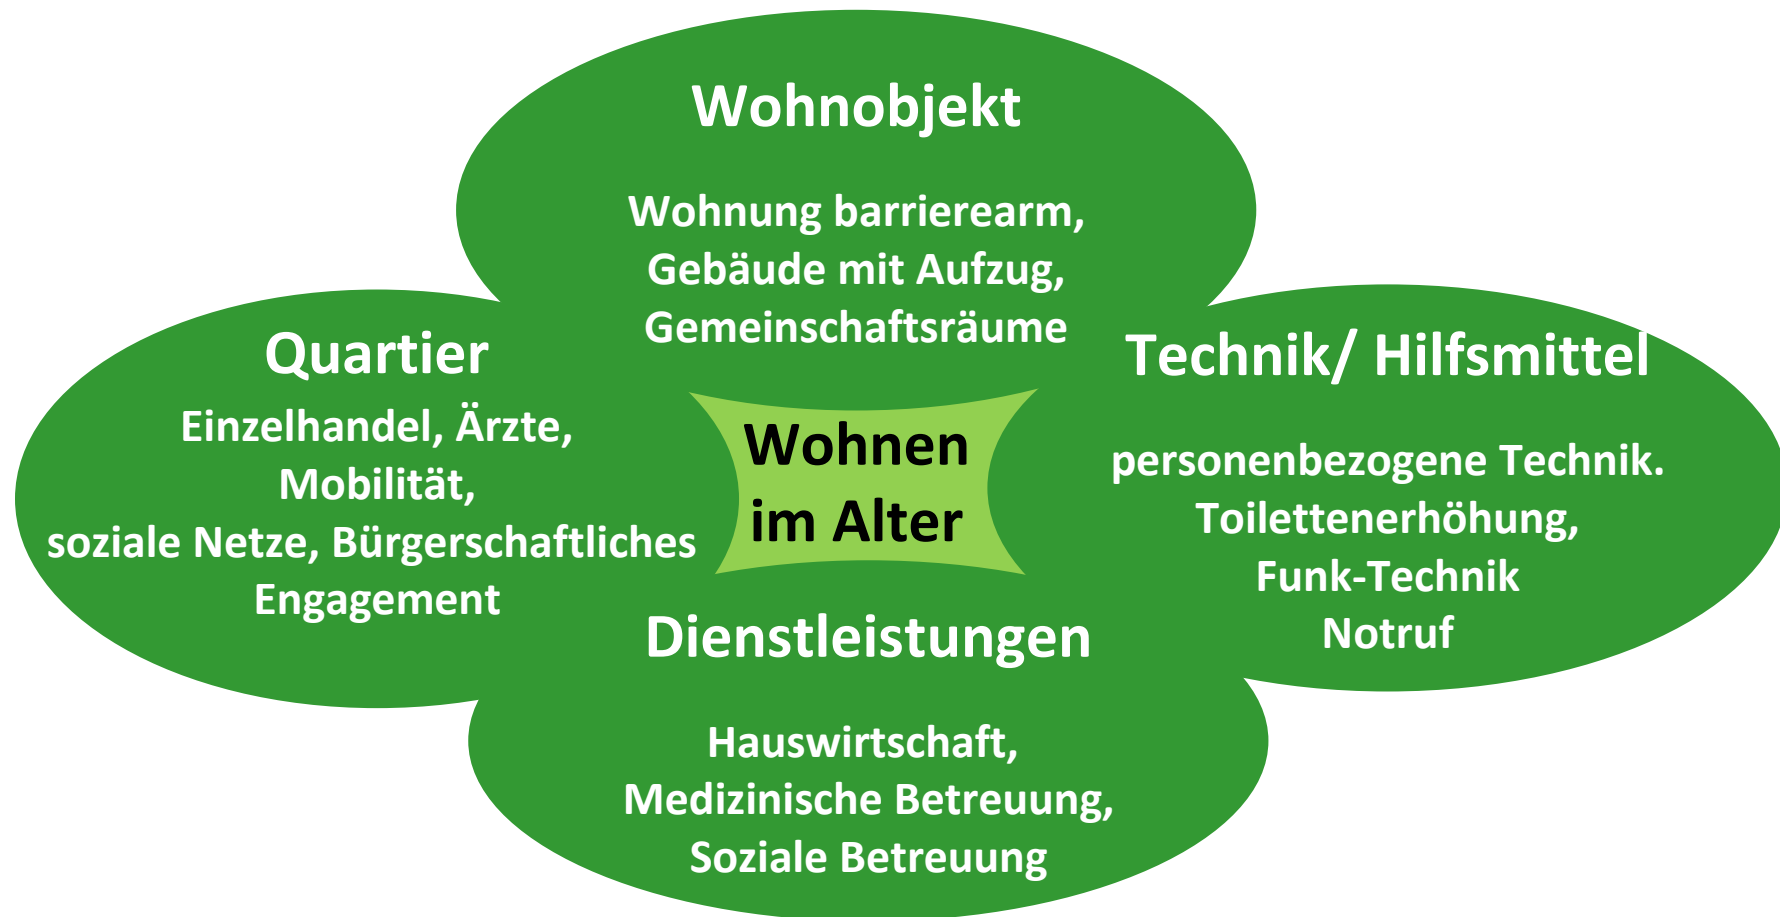 Wohnobjekt
Wohnung barrierearm,
Gebäude mit Aufzug,
Gemeinschaftsräume
Quartier
Einzelhandel, Ärzte,
Mobilität,
soziale Netze, Bürgerschaftliches
Engagement
Wohnen
im Alter
Technik/ Hilfsmittel
personenbezogene Technik.
Toilettenerhöhung,
Funk-Technik
Notruf
Dienstleistungen
Hauswirtschaft,
Medizinische Betreuung,
Soziale Betreuung